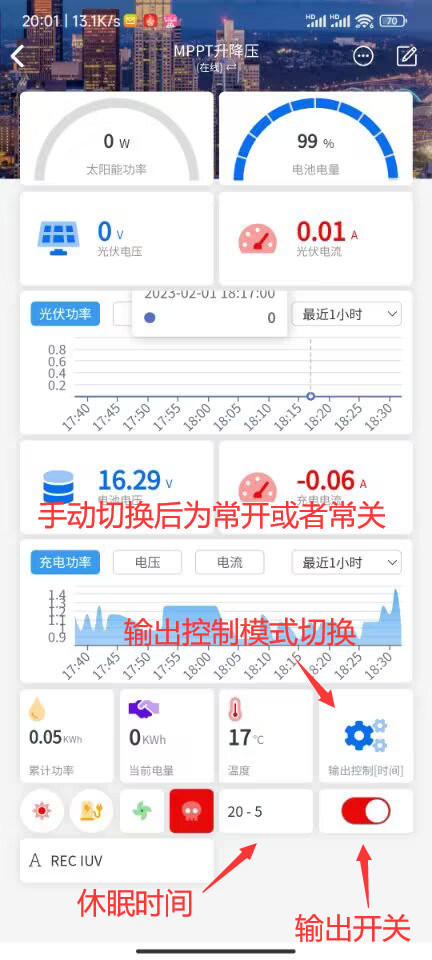 20:01 | 13.1K/s
HD HD 70
MPPT升降压
(在线)
0 W
太阳能功率
99 %
电池电量
0 V
光伏电压
0.01 A
光伏电流
光伏功率
2023-02-01 18:17:00
0
最近1小时
0.8
0.6
0.4
0.2
17:40 17:45 17:50 17:55 18:00 18:05 18:10 18:15 18:20 18:25 18:30
16.29 V
电池电压
-0.06 A
充电电流
手动切换后为常开或者常关
充电功率 电压 电流 最近1小时
1.4
1.3
1.2
1.1
1
0.9
输出控制模式切换
17:40 17:45 17:50 17:55 18:00 18:05 18:10 18:15 18:20 18:25 18:30
0.05 KWh
累计功率
0 KWh
当前电量
17 ℃
温度
输出控制[时间]
20 - 5
A REC IUV
休眠时间
输出开关